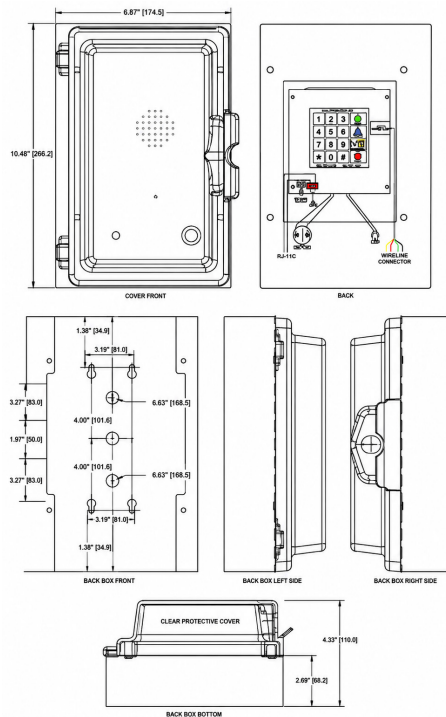 6.87" [174.5]
10.48" [266.2]
COVER FRONT
1 2 3
4 5 6
7 8 9
* 0 #
RJ-11C
WIRELINE
CONNECTOR
BACK
1.38" [34.9]
3.19" [81.0]
3.27" [83.0]
4.00" [101.6]
6.63" [168.5]
1.97" [50.0]
4.00" [101.6]
6.63" [168.5]
3.27" [83.0]
3.19" [81.0]
1.38" [34.9]
BACK BOX FRONT
BACK BOX LEFT SIDE
BACK BOX RIGHT SIDE
CLEAR PROTECTIVE COVER
4.33" [110.0]
2.69" [68.2]
BACK BOX BOTTOM